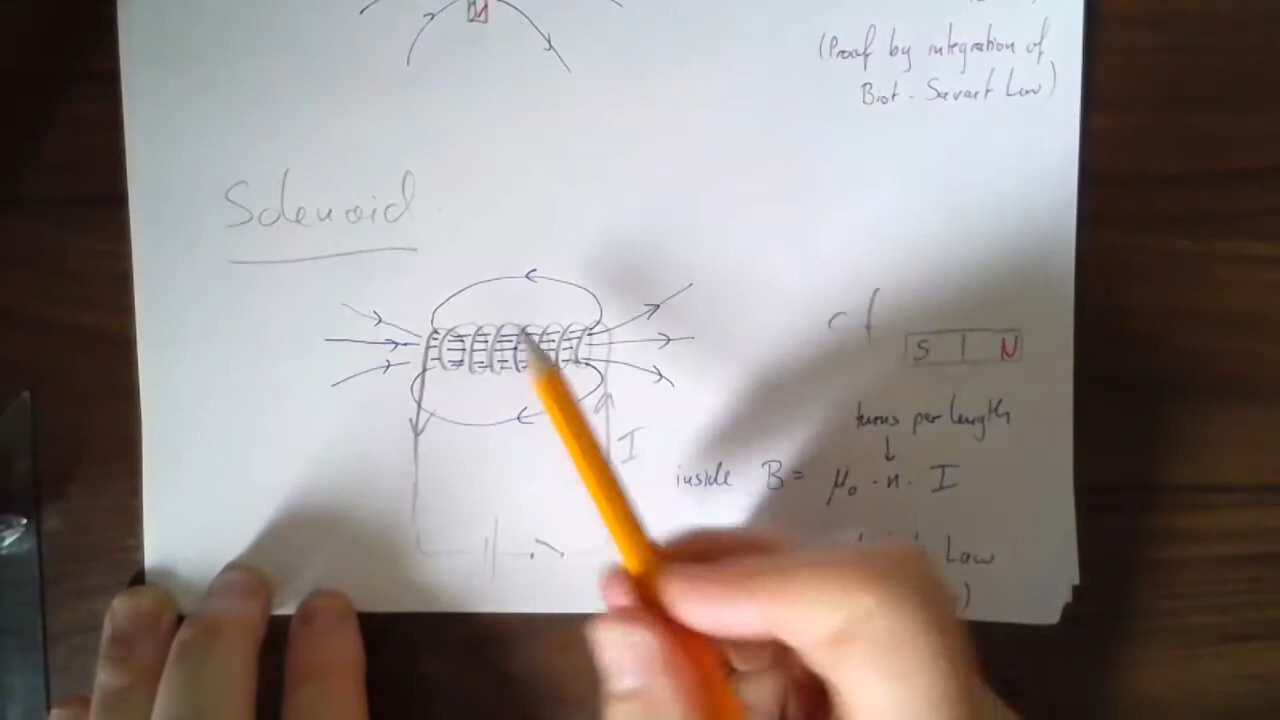 (Proof by integration of
Biot - Savart Law)
Solenoid
cf
S | N
turns per length
I
inside B = μ₀ · n · I
Law
)